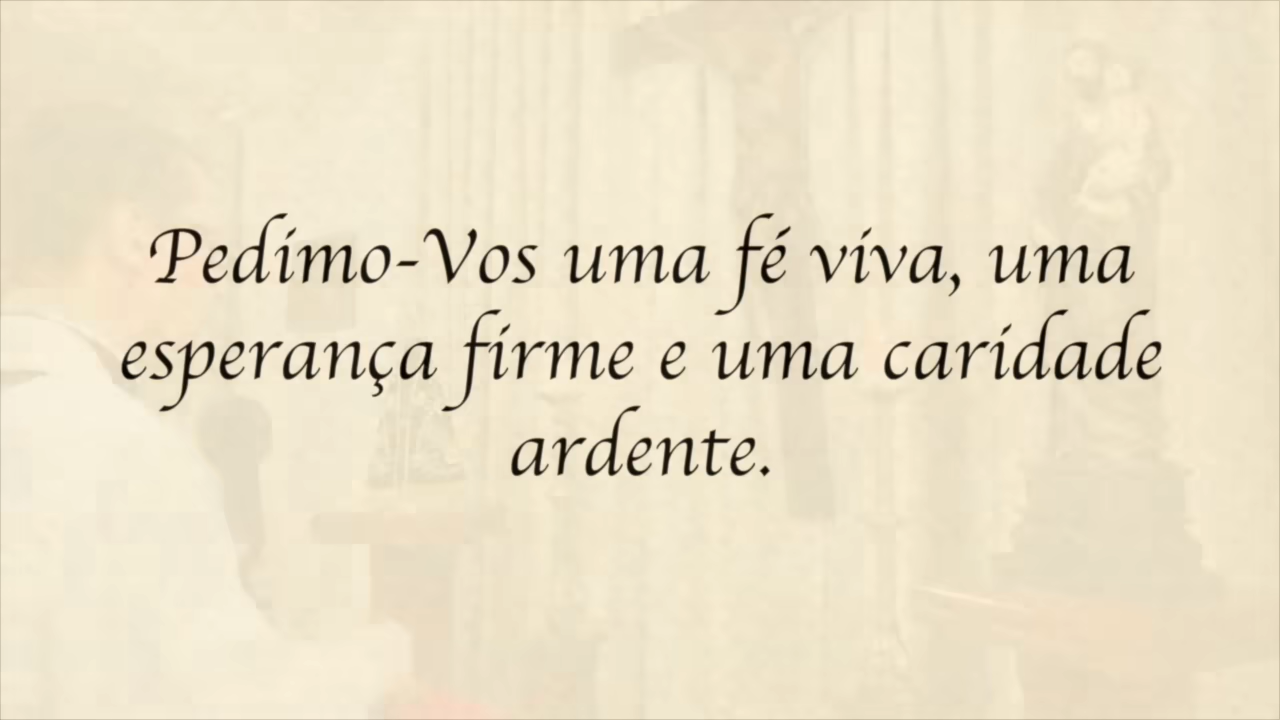 Pedimo-Vos uma fé viva, uma
esperança firme e uma caridade
ardente.